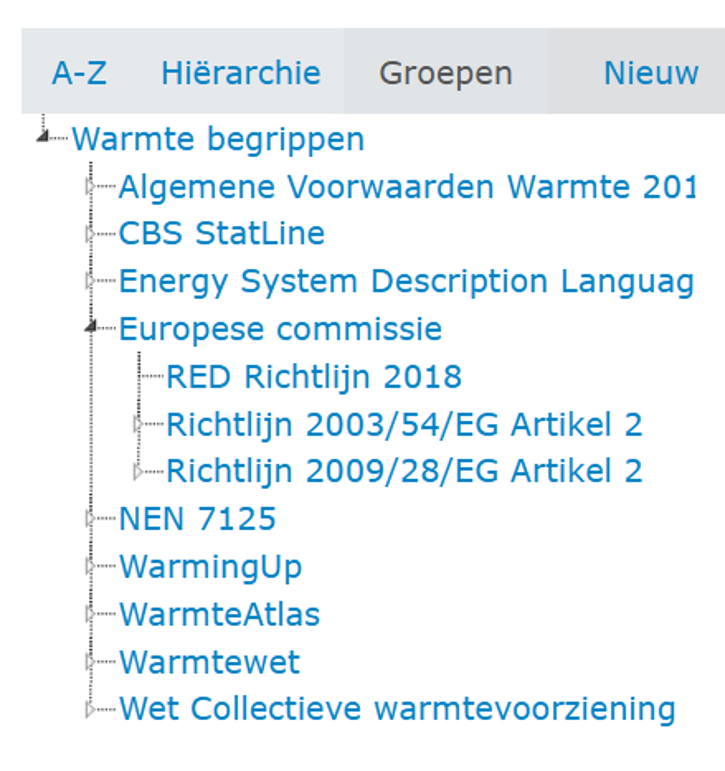 A-Z Hiërarchie Groepen Nieuw
Warmte begrippen
Algemene Voorwaarden Warmte 201
CBS StatLine
Energy System Description Languag
Europese commissie
RED Richtlijn 2018
Richtlijn 2003/54/EG Artikel 2
Richtlijn 2009/28/EG Artikel 2
NEN 7125
WarmingUp
WarmteAtlas
Warmtewet
Wet Collectieve warmtevoorziening